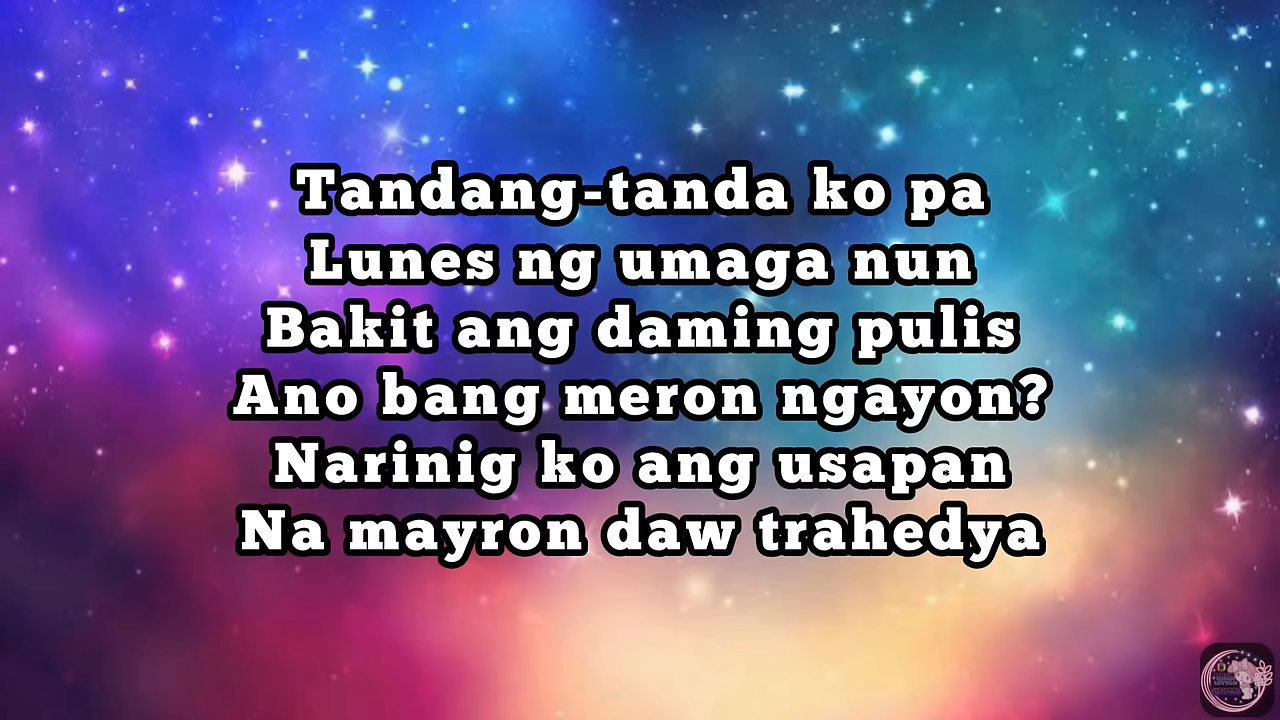 Tandang-tanda ko pa
Lunes ng umaga nun
Bakit ang daming pulis
Ano bang meron ngayon?
Narinig ko ang usapan
Na mayron daw trahedya